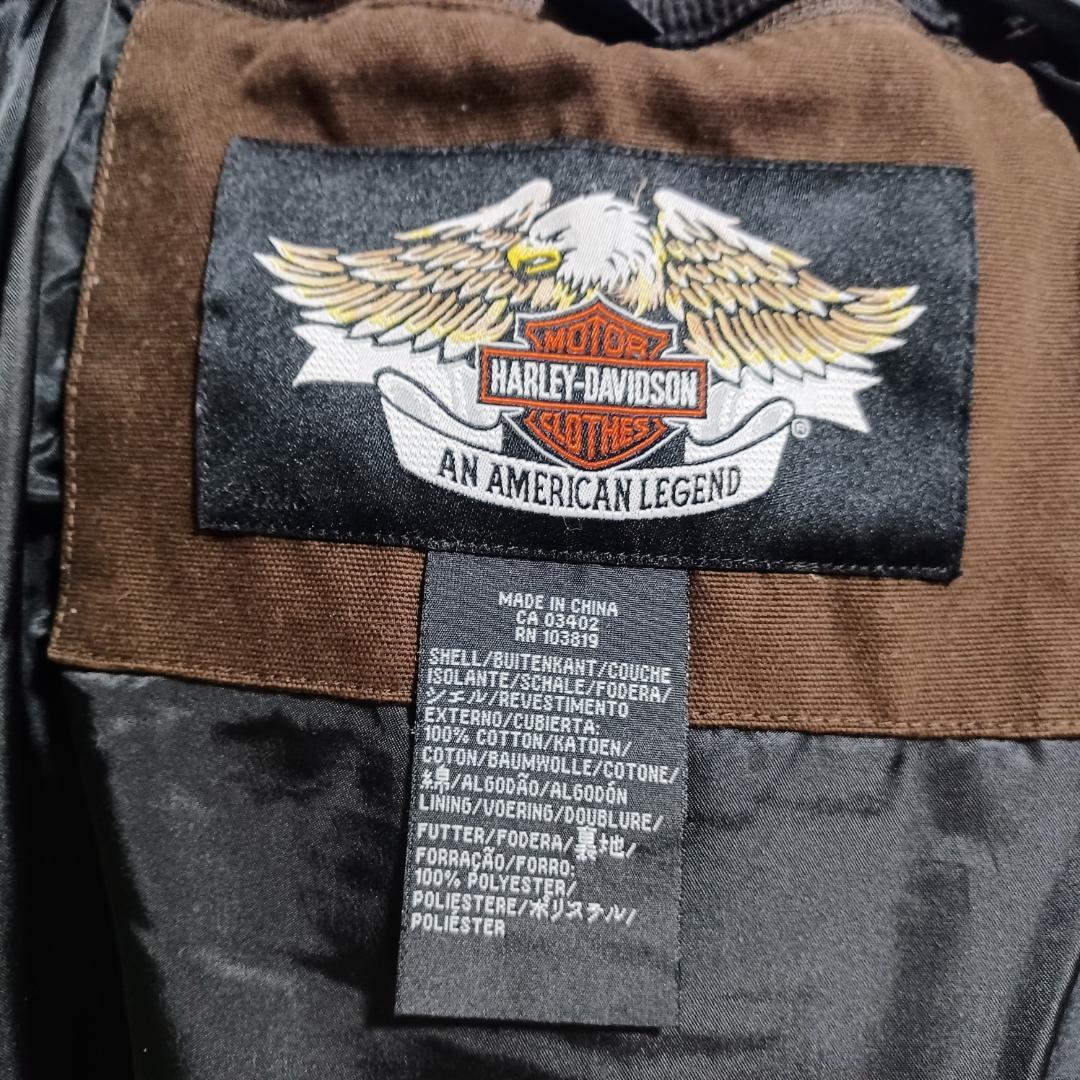 MOTOR
HARLEY-DAVIDSON
CLOTHES
®
AN AMERICAN LEGEND
MADE IN CHINA
CA 03402
RN 103819
SHELL/BUITENKANT/COUCHE
ISOLANTE/SCHALE/FODERA/
シェル/REVESTIMENTO
EXTERNO/CUBIERTA:
100% COTTON/KATOEN/
COTON/BAUMWOLLE/COTONE/
綿/ALGODÃO/ALGODÓN
LINING/VOERING/DOUBLURE/
FUTTER/FODERA/裏地/
FORRAÇÃO/FORRO:
100% POLYESTER/
POLIESTERE/ポリステル/
POLIÉSTER